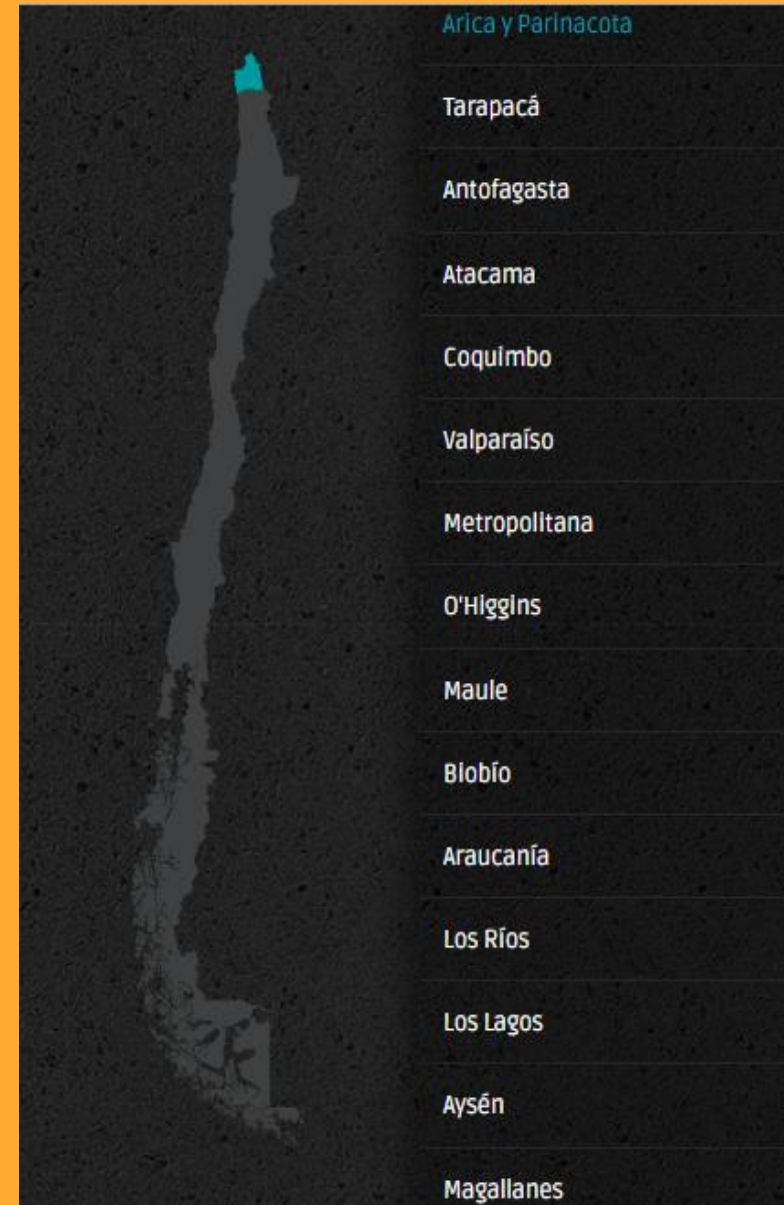 Arica y Parinacota
Tarapacá
Antofagasta
Atacama
Coquimbo
Valparaíso
Metropolitana
O'Higgins
Maule
Biobío
Araucanía
Los Ríos
Los Lagos
Aysén
Magallanes